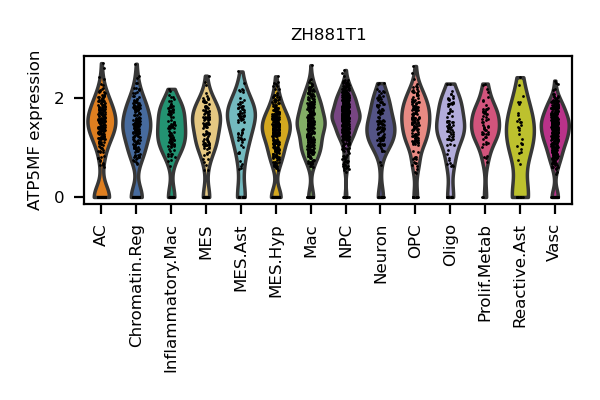 ZH881T1
ATP5MF expression
2
0
AC
Chromatin.Reg
Inflammatory.Mac
MES
MES.Ast
MES.Hyp
Mac
NPC
Neuron
OPC
Oligo
Prolif.Metab
Reactive.Ast
Vasc